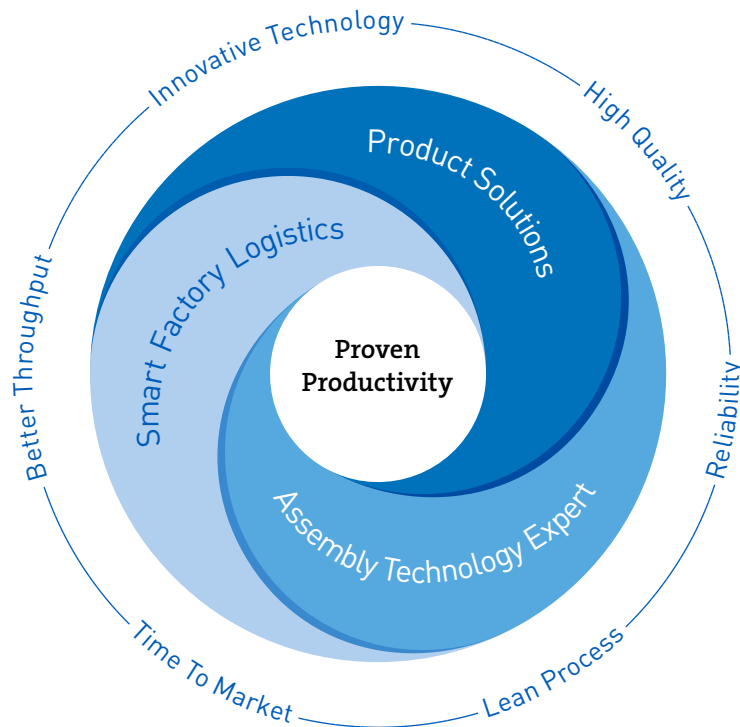 Innovative Technology
High Quality
Reliability
Lean Process
Time To Market
Better Throughput
Product Solutions
Smart Factory Logistics
Assembly Technology Expert
Proven
Productivity